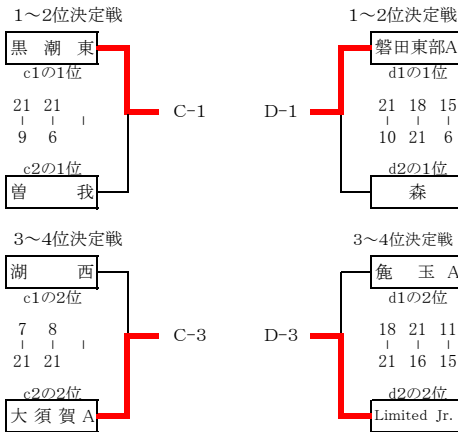 1～2位決定戦
黒潮東
c1の1位
21 21
9 6
c2の1位
曽我
C-1
1～2位決定戦
磐田東部A
d1の1位
21 18 15
10 21 6
d2の1位
森
D-1
3～4位決定戦
湖西
c1の2位
7 8
21 21
c2の2位
大須賀A
C-3
3～4位決定戦
麁玉A
d1の2位
18 21 11
21 16 15
d2の2位
Limited Jr.
D-3